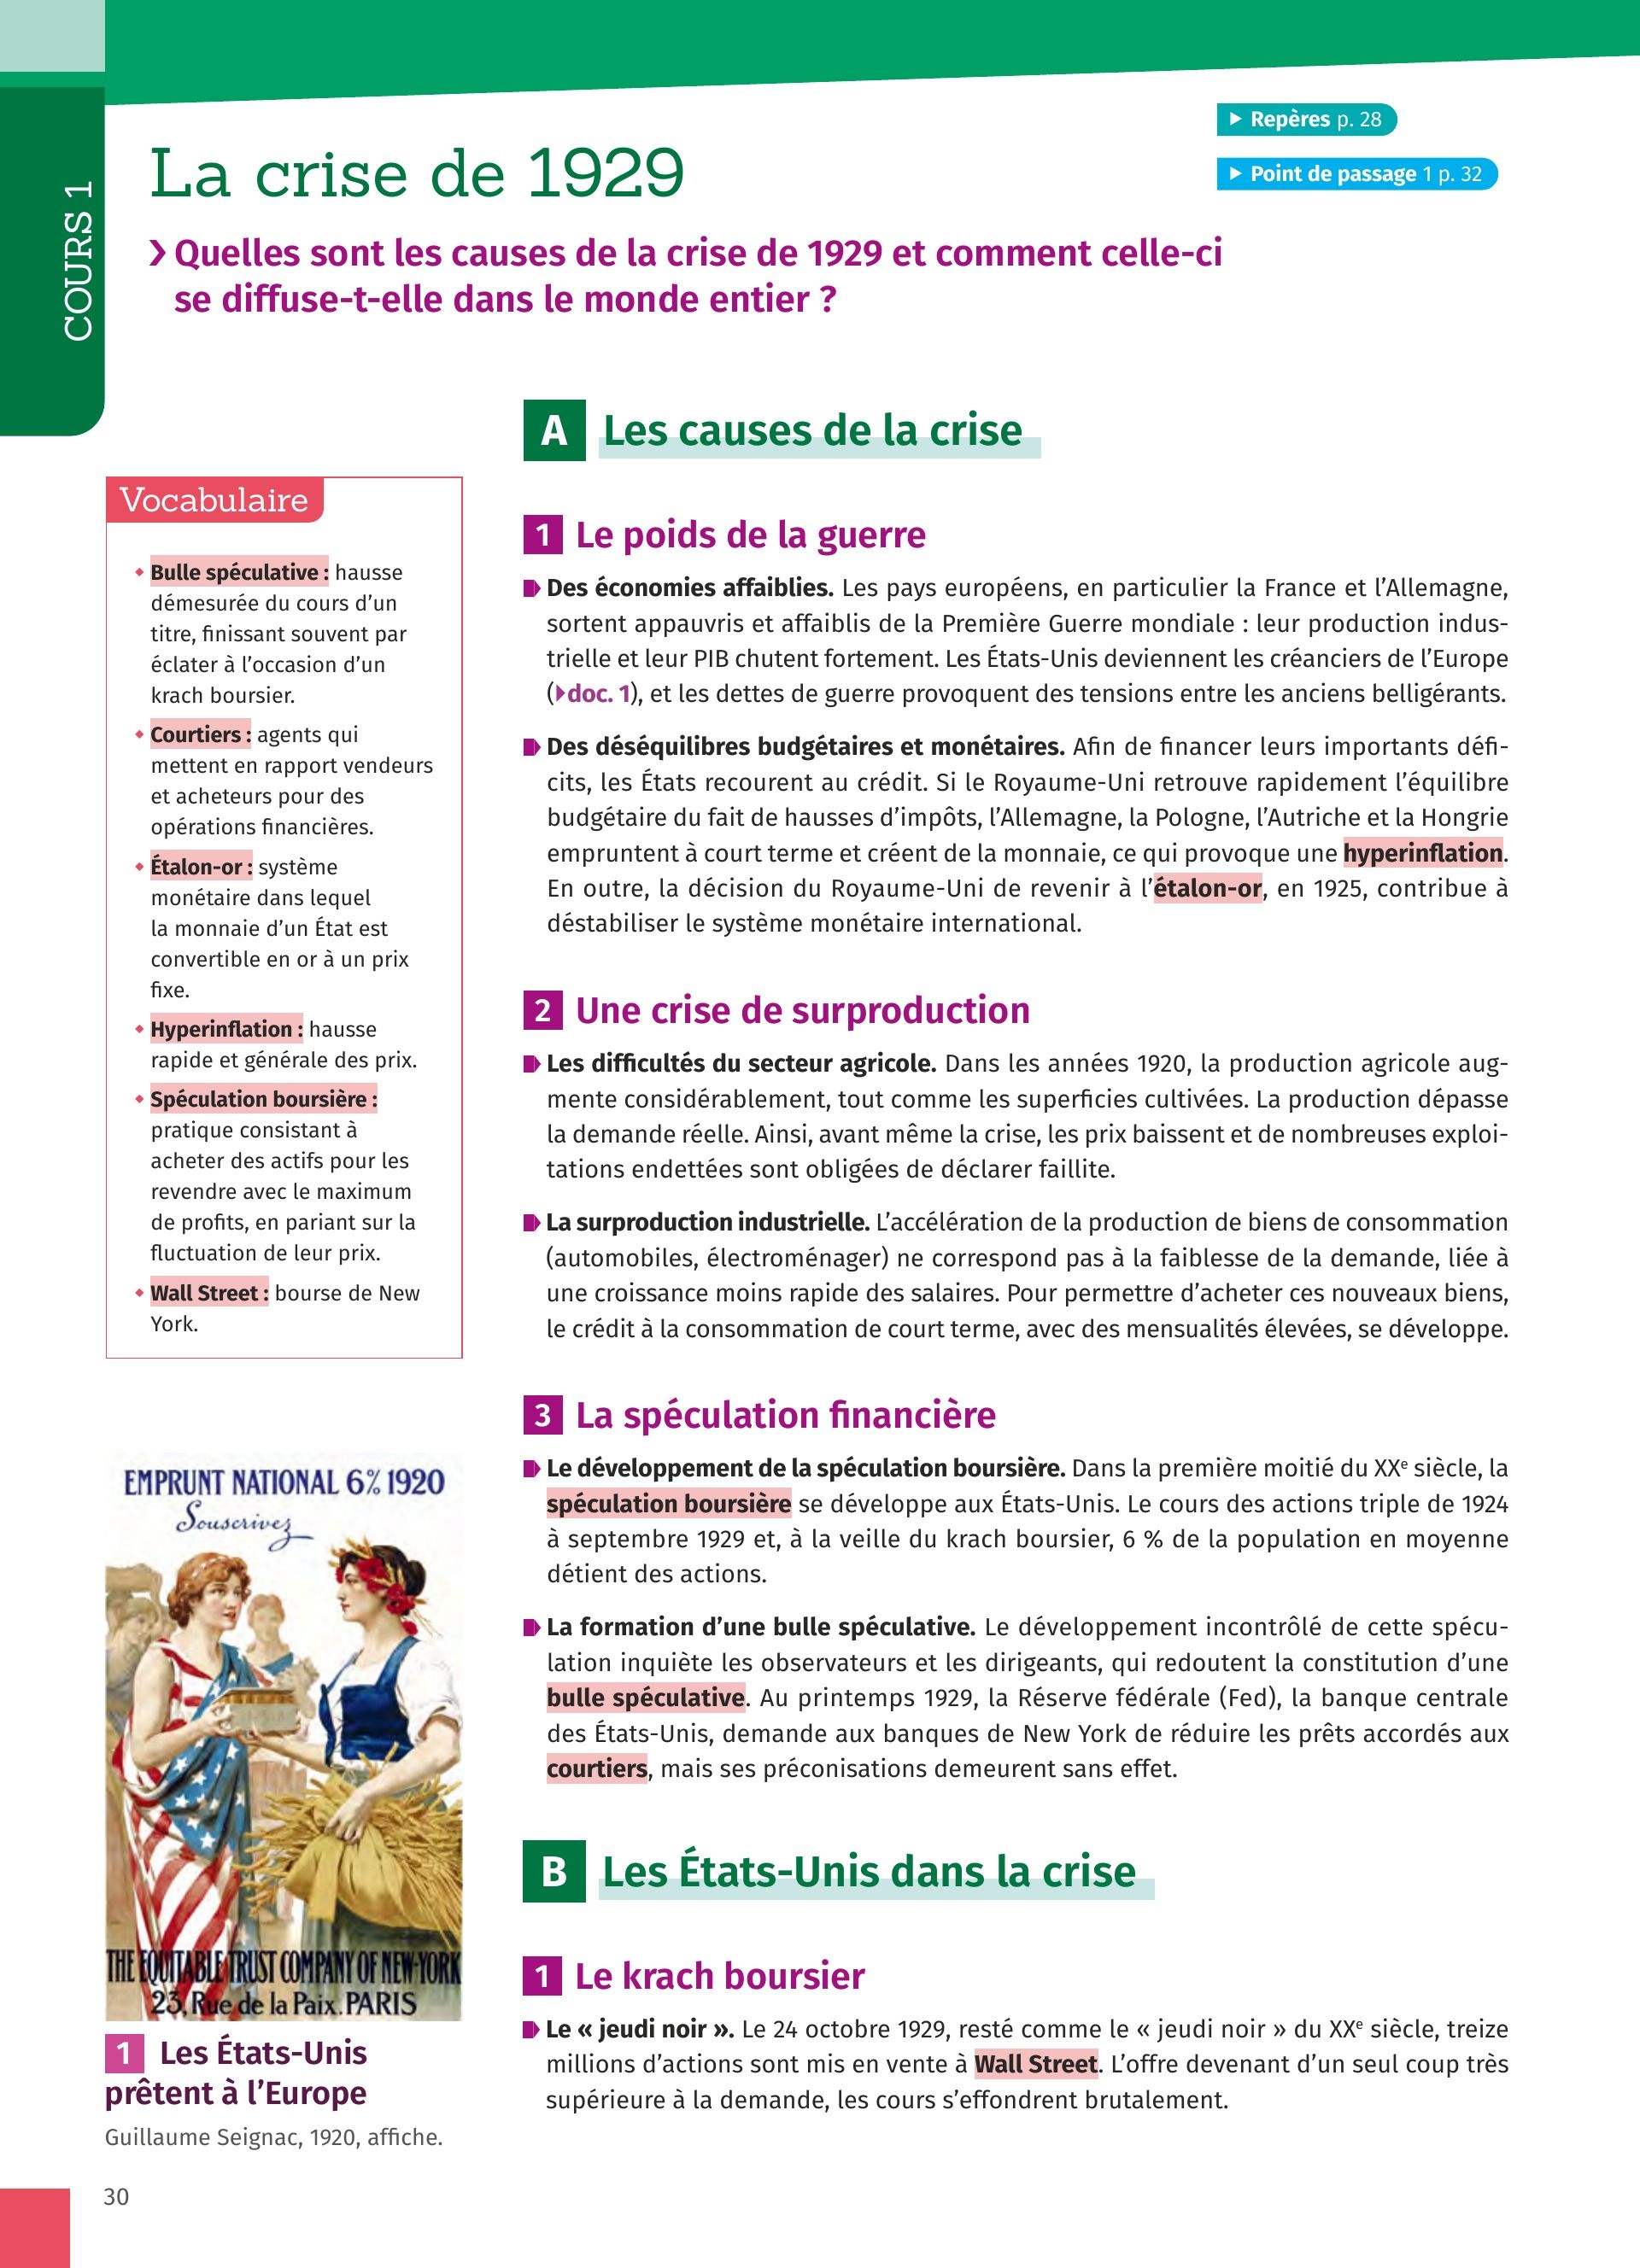 COURS 1
▶ Repères p. 28
▶ Point de passage 1 p. 32
La crise de 1929
❯ Quelles sont les causes de la crise de 1929 et comment celle-ci
se diffuse-t-elle dans le monde entier ?
Vocabulaire
Bulle spéculative : hausse
démesurée du cours d’un
titre, finissant souvent par
éclater à l’occasion d’un
krach boursier.
Courtiers : agents qui
mettent en rapport vendeurs
et acheteurs pour des
opérations financières.
Étalon-or : système
monétaire dans lequel
la monnaie d’un État est
convertible en or à un prix
fixe.
Hyperinflation : hausse
rapide et générale des prix.
Spéculation boursière :
pratique consistant à
acheter des actifs pour les
revendre avec le maximum
de profits, en pariant sur la
fluctuation de leur prix.
Wall Street : bourse de New
York.
EMPRUNT NATIONAL 6% 1920
Souscrivez
THE EQUITABLE TRUST COMPANY OF NEW-YORK
23, Rue de la Paix. PARIS
1 Les États-Unis
prêtent à l’Europe
Guillaume Seignac, 1920, affiche.
A Les causes de la crise
1 Le poids de la guerre
Des économies affaiblies. Les pays européens, en particulier la France et l’Allemagne,
sortent appauvris et affaiblis de la Première Guerre mondiale : leur production indus-
trielle et leur PIB chutent fortement. Les États-Unis deviennent les créanciers de l’Europe
(▶doc. 1), et les dettes de guerre provoquent des tensions entre les anciens belligérants.
Des déséquilibres budgétaires et monétaires. Afin de financer leurs importants défi-
cits, les États recourent au crédit. Si le Royaume-Uni retrouve rapidement l’équilibre
budgétaire du fait de hausses d’impôts, l’Allemagne, la Pologne, l’Autriche et la Hongrie
empruntent à court terme et créent de la monnaie, ce qui provoque une hyperinflation.
En outre, la décision du Royaume-Uni de revenir à l’étalon-or, en 1925, contribue à
déstabiliser le système monétaire international.
2 Une crise de surproduction
Les difficultés du secteur agricole. Dans les années 1920, la production agricole aug-
mente considérablement, tout comme les superficies cultivées. La production dépasse
la demande réelle. Ainsi, avant même la crise, les prix baissent et de nombreuses exploi-
tations endettées sont obligées de déclarer faillite.
La surproduction industrielle. L’accélération de la production de biens de consommation
(automobiles, électroménager) ne correspond pas à la faiblesse de la demande, liée à
une croissance moins rapide des salaires. Pour permettre d’acheter ces nouveaux biens,
le crédit à la consommation de court terme, avec des mensualités élevées, se développe.
3 La spéculation financière
Le développement de la spéculation boursière. Dans la première moitié du XXe siècle, la
spéculation boursière se développe aux États-Unis. Le cours des actions triple de 1924
à septembre 1929 et, à la veille du krach boursier, 6 % de la population en moyenne
détient des actions.
La formation d’une bulle spéculative. Le développement incontrôlé de cette spécu-
lation inquiète les observateurs et les dirigeants, qui redoutent la constitution d’une
bulle spéculative. Au printemps 1929, la Réserve fédérale (Fed), la banque centrale
des États-Unis, demande aux banques de New York de réduire les prêts accordés aux
courtiers, mais ses préconisations demeurent sans effet.
B Les États-Unis dans la crise
1 Le krach boursier
Le « jeudi noir ». Le 24 octobre 1929, resté comme le « jeudi noir » du XXe siècle, treize
millions d’actions sont mis en vente à Wall Street. L’offre devenant d’un seul coup très
supérieure à la demande, les cours s’effondrent brutalement.
30